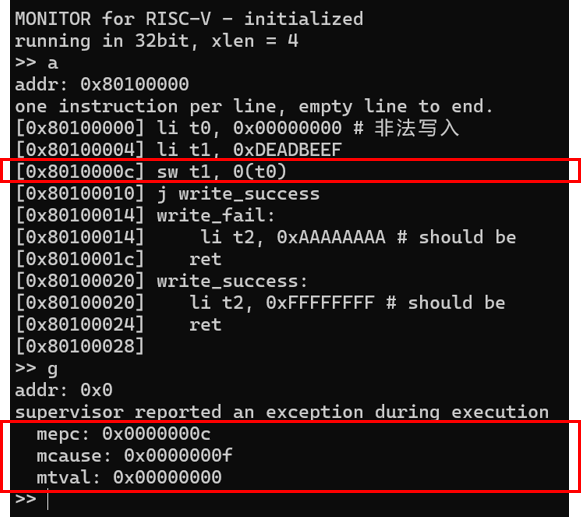 MONITOR for RISC-V - initialized
running in 32bit, xlen = 4
>> a
addr: 0x80100000
one instruction per line, empty line to end.
[0x80100000] li t0, 0x00000000 # 非法写入
[0x80100004] li t1, 0xDEADBEEF
[0x8010000c] sw t1, 0(t0)
[0x80100010] j write_success
[0x80100014] write_fail:
[0x80100014]     li t2, 0xAAAAAAAA # should be
[0x8010001c]    ret
[0x80100020] write_success:
[0x80100020]    li t2, 0xFFFFFFFF # should be
[0x80100024]    ret
[0x80100028]
>> g
addr: 0x0
supervisor reported an exception during execution
  mepc: 0x0000000c
  mcause: 0x0000000f
  mtval: 0x00000000
>>